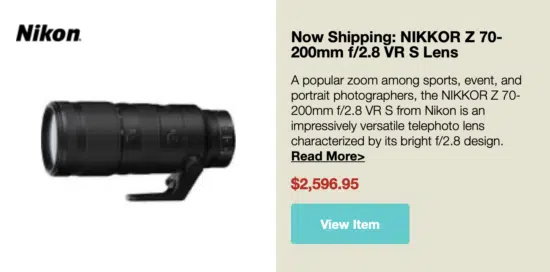 Nikon
Now Shipping: NIKKOR Z 70-
200mm f/2.8 VR S Lens
A popular zoom among sports, event, and
portrait photographers, the NIKKOR Z 70-
200mm f/2.8 VR S from Nikon is an
impressively versatile telephoto lens
characterized by its bright f/2.8 design.
Read More>
$2,596.95
View Item